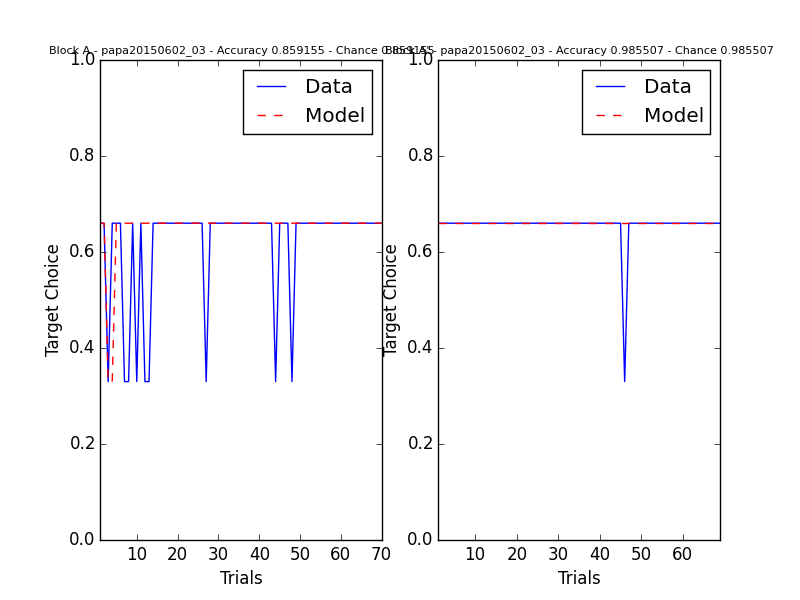 Block A - papa20150602_03 - Accuracy 0.859155 - Chance 0.859155
Block B - papa20150602_03 - Accuracy 0.985507 - Chance 0.985507
1.0
0.8
0.6
0.4
0.2
0.0
Target Choice
Data
Model
10 20 30 40 50 60 70
Trials
1.0
0.8
0.6
0.4
0.2
0.0
Target Choice
Data
Model
10 20 30 40 50 60
Trials